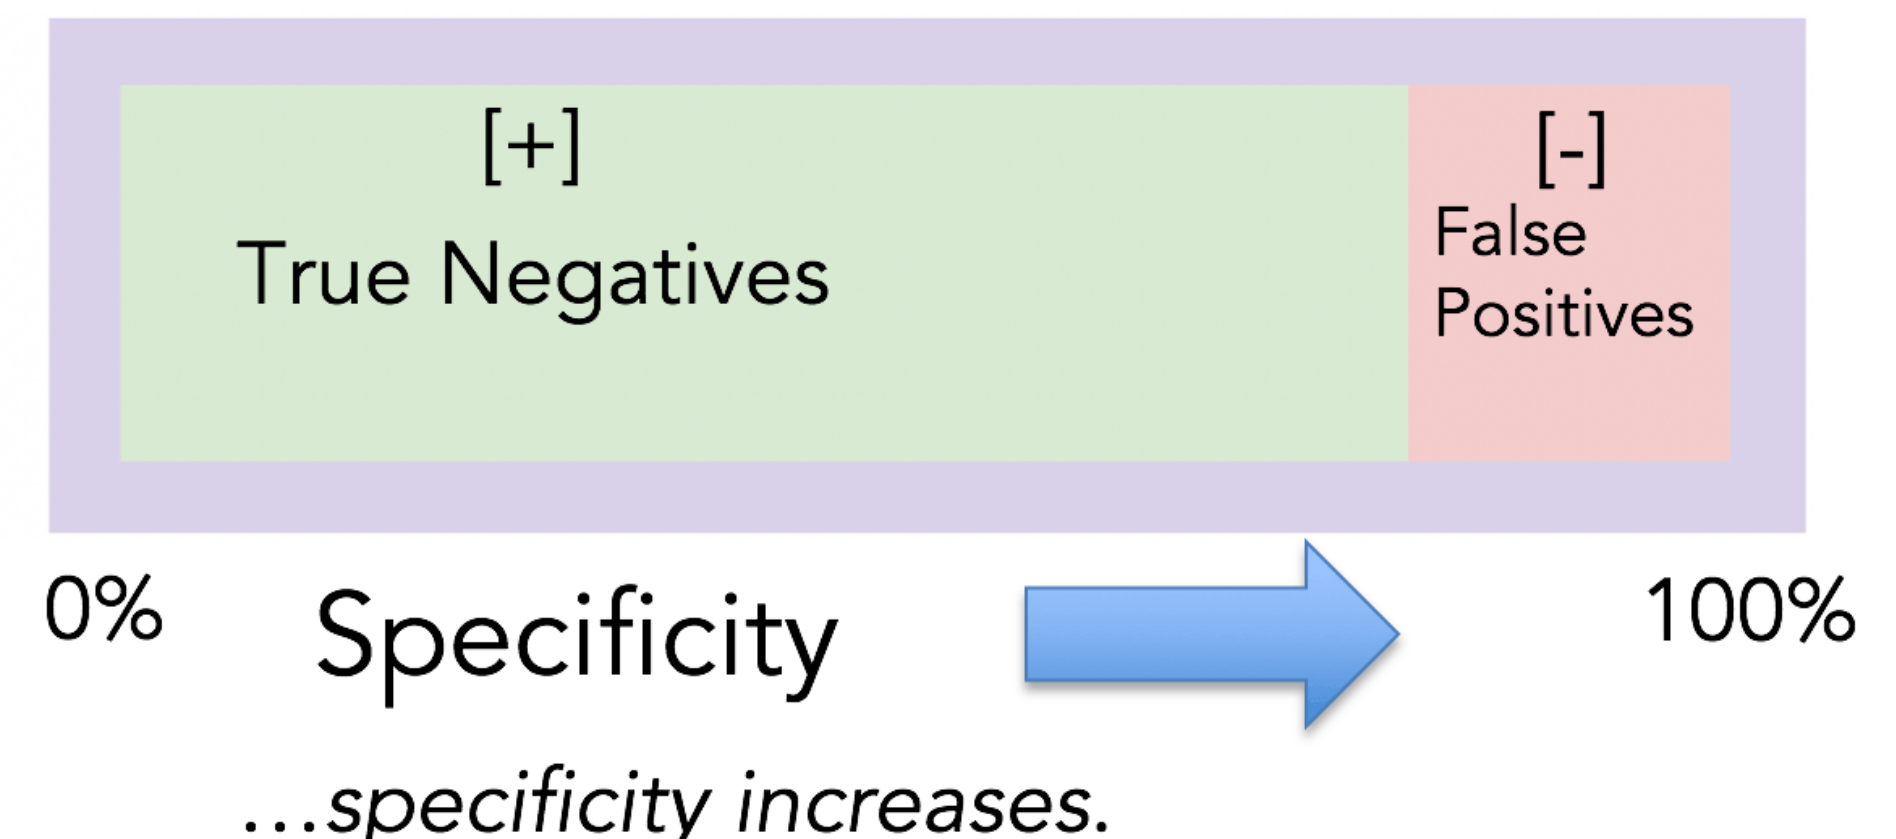 [+]
True Negatives
[-]
False
Positives
0%
Specificity
100%
...specificity increases.